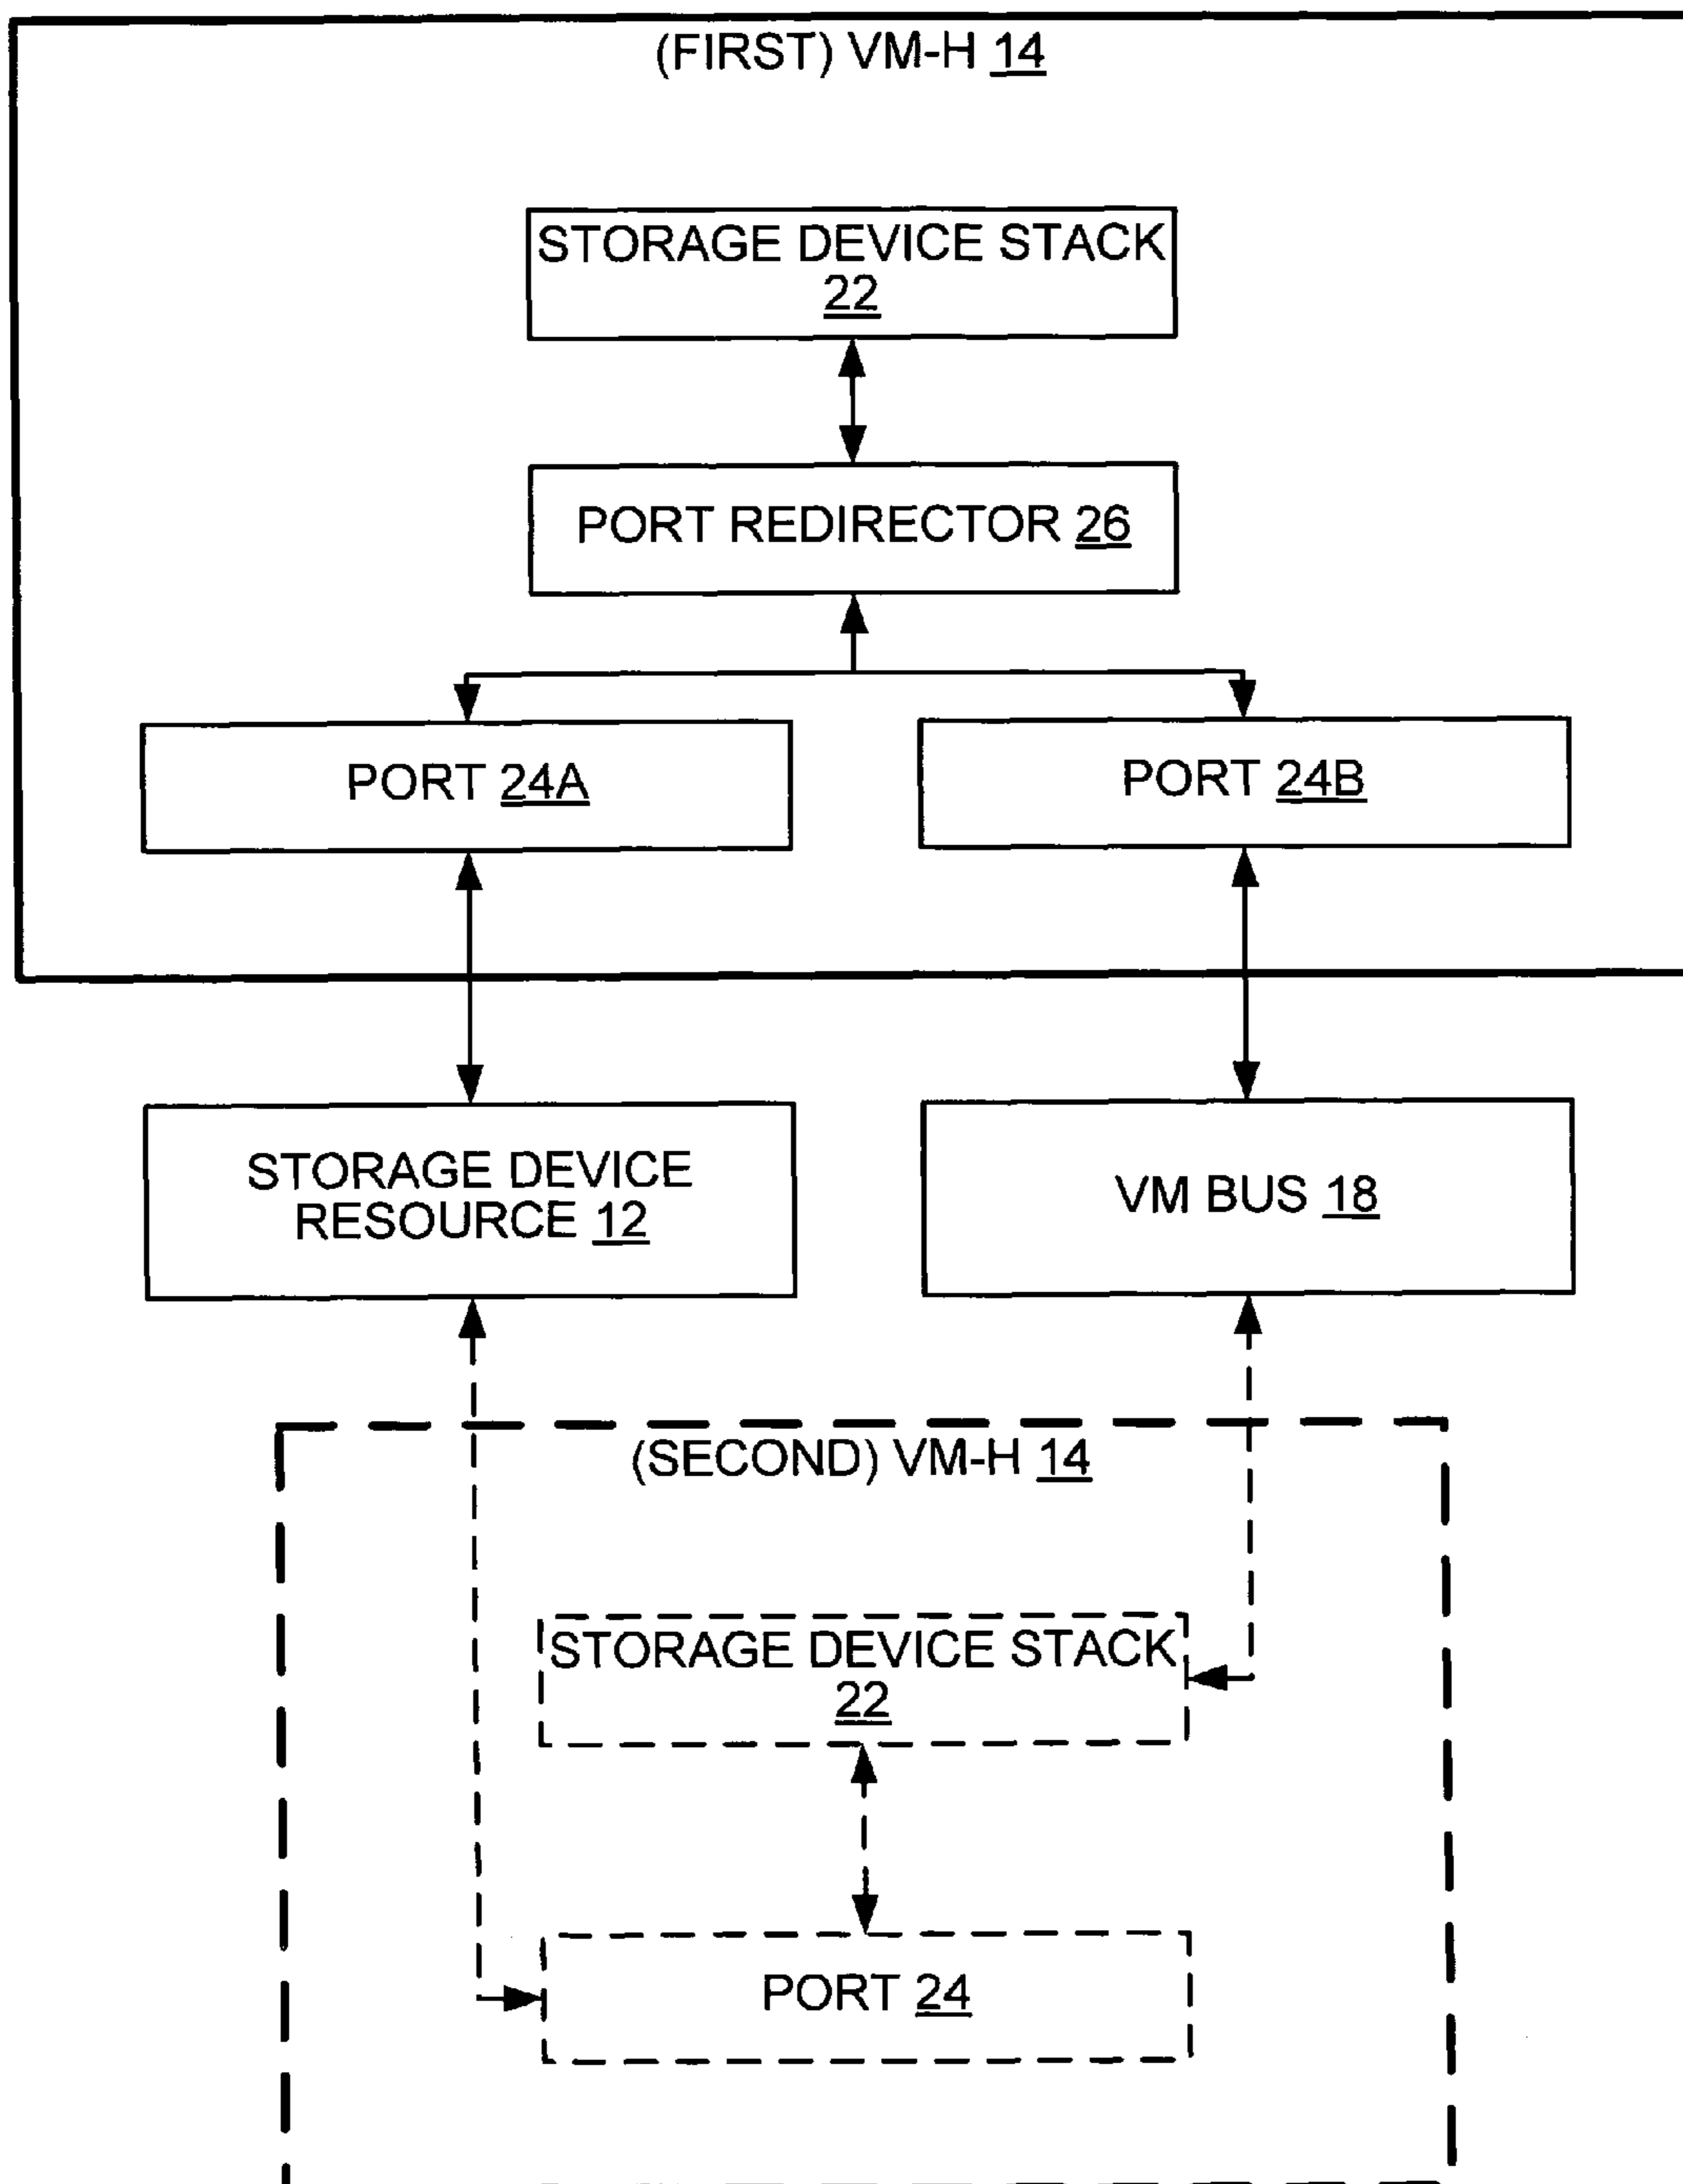 (FIRST) VM-H 14
STORAGE DEVICE STACK
22
PORT REDIRECTOR 26
PORT 24A
PORT 24B
STORAGE DEVICE
RESOURCE 12
VM BUS 18
(SECOND) VM-H 14
STORAGE DEVICE STACK
22
PORT 24